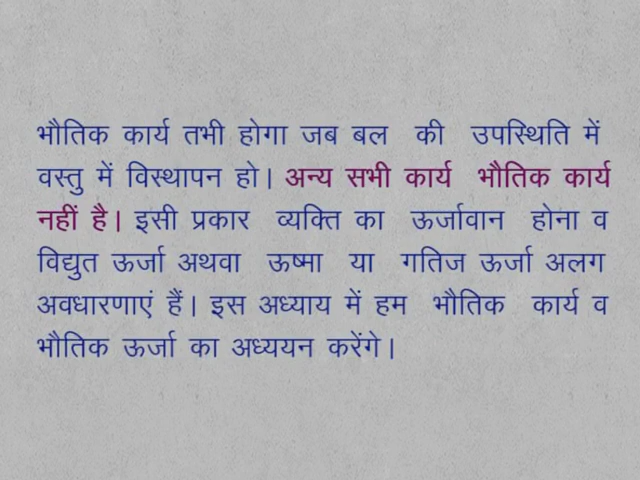 भौतिक कार्य तभी होगा जब बल की उपस्थिति में
वस्तु में विस्थापन हो। अन्य सभी कार्य भौतिक कार्य
नहीं है। इसी प्रकार व्यक्ति का ऊर्जावान होना व
विद्युत ऊर्जा अथवा ऊष्मा या गतिज ऊर्जा अलग
अवधारणाएं हैं। इस अध्याय में हम भौतिक कार्य व
भौतिक ऊर्जा का अध्ययन करेंगे।